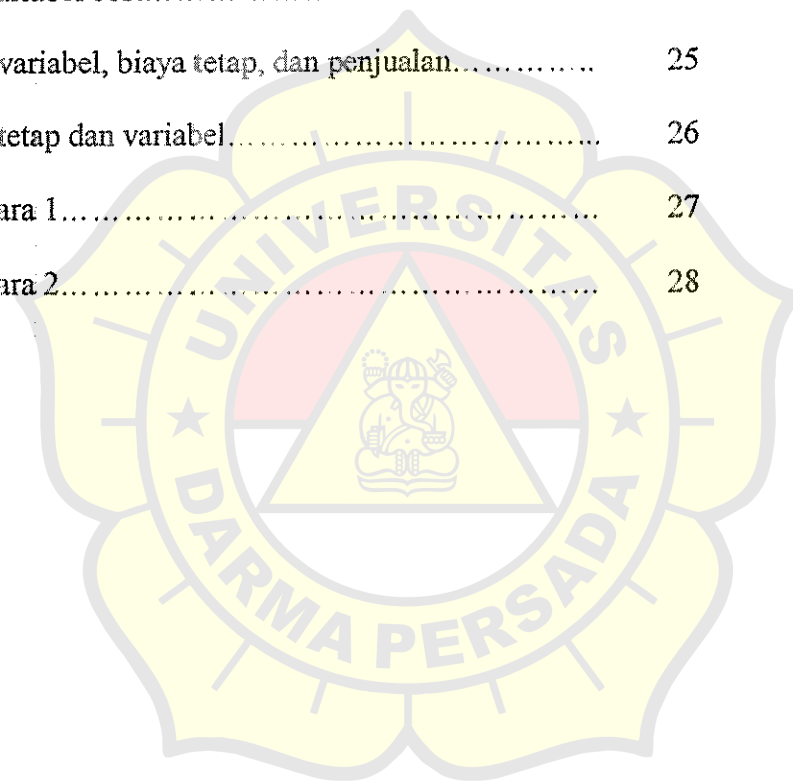 variabel, biaya tetap, dan penjualan.............. 25
tetap dan variabel....................................... 26
ara 1........................................................ 27
ara 2........................................................ 28
UNIVERSITAS
DARMA PERSADA